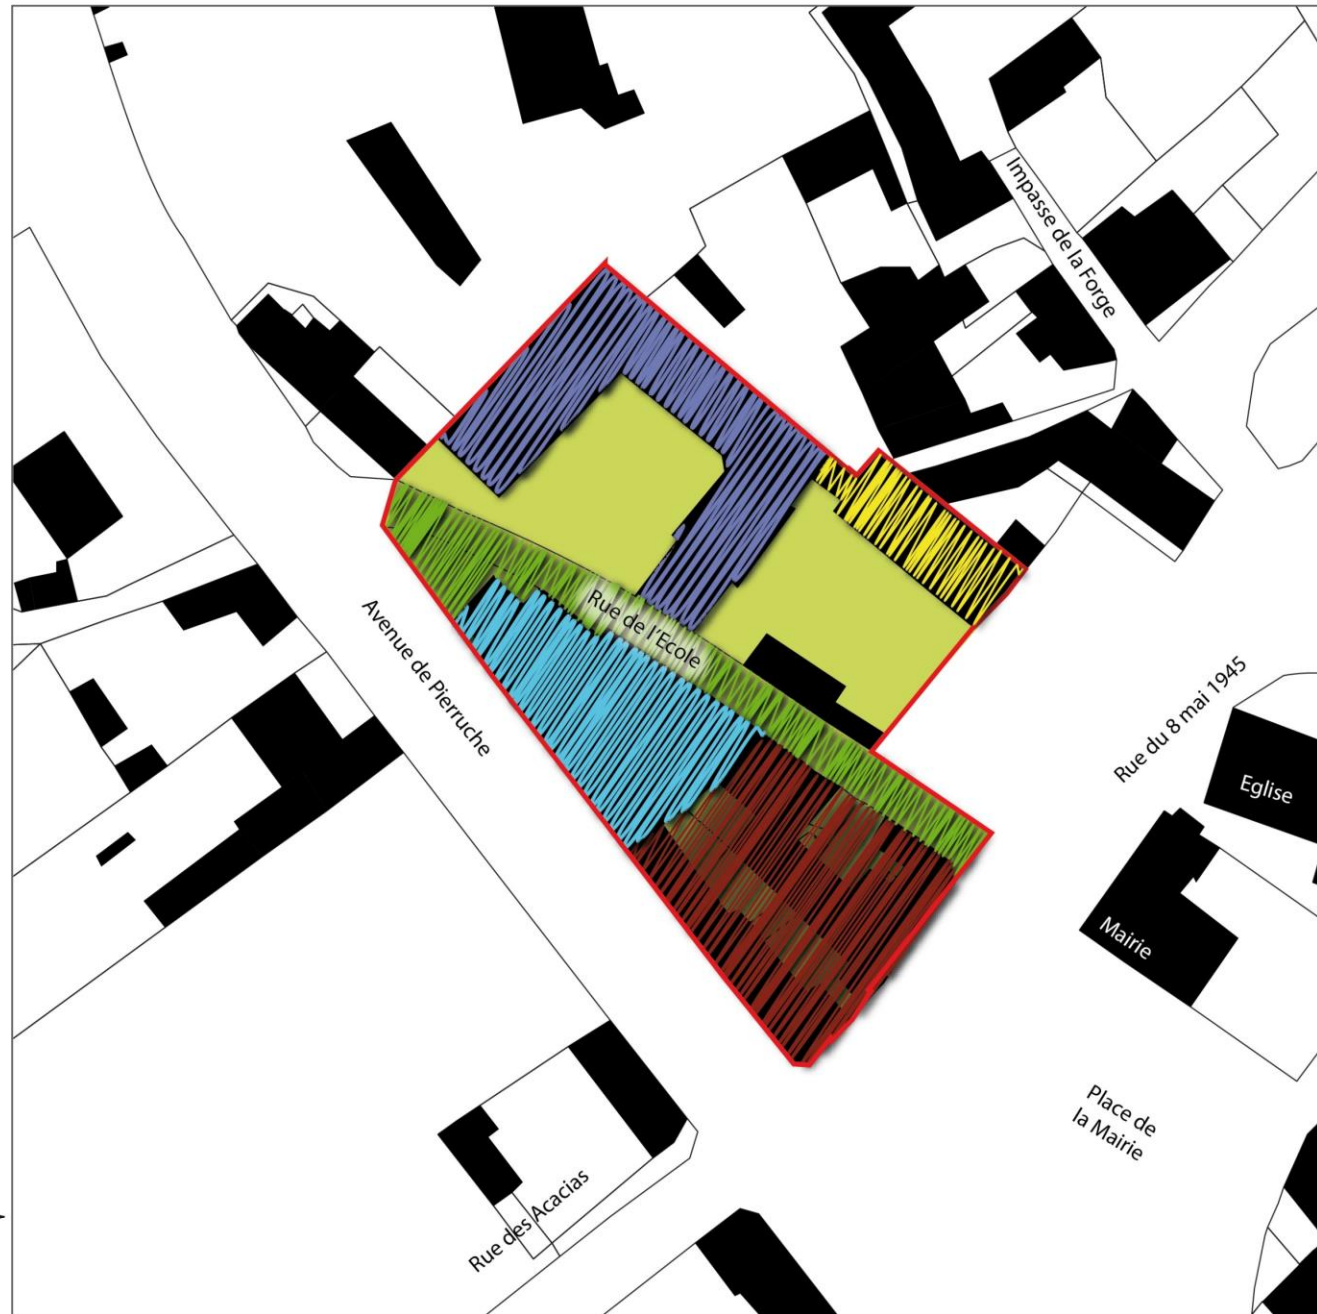 Impasse de la Forge
Rue de l'Ecole
Avenue de Pierruche
Rue du 8 mai 1945
Eglise
Mairie
Place de
la Mairie
Rue des Acacias